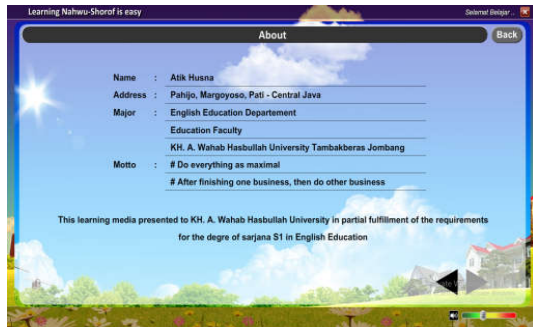 Learning Nahwu-Shorof is easy
Selamat Belajar ..
About
Back
Name : Atik Husna
Address : Pahijo, Margoyoso, Pati - Central Java
Major : English Education Departement
Education Faculty
KH. A. Wahab Hasbullah University Tambakberas Jombang
Motto : # Do everything as maximal
# After finishing one business, then do other business
This learning media presented to KH. A. Wahab Hasbullah University in partial fulfillment of the requirements
for the degre of sarjana S1 in English Education